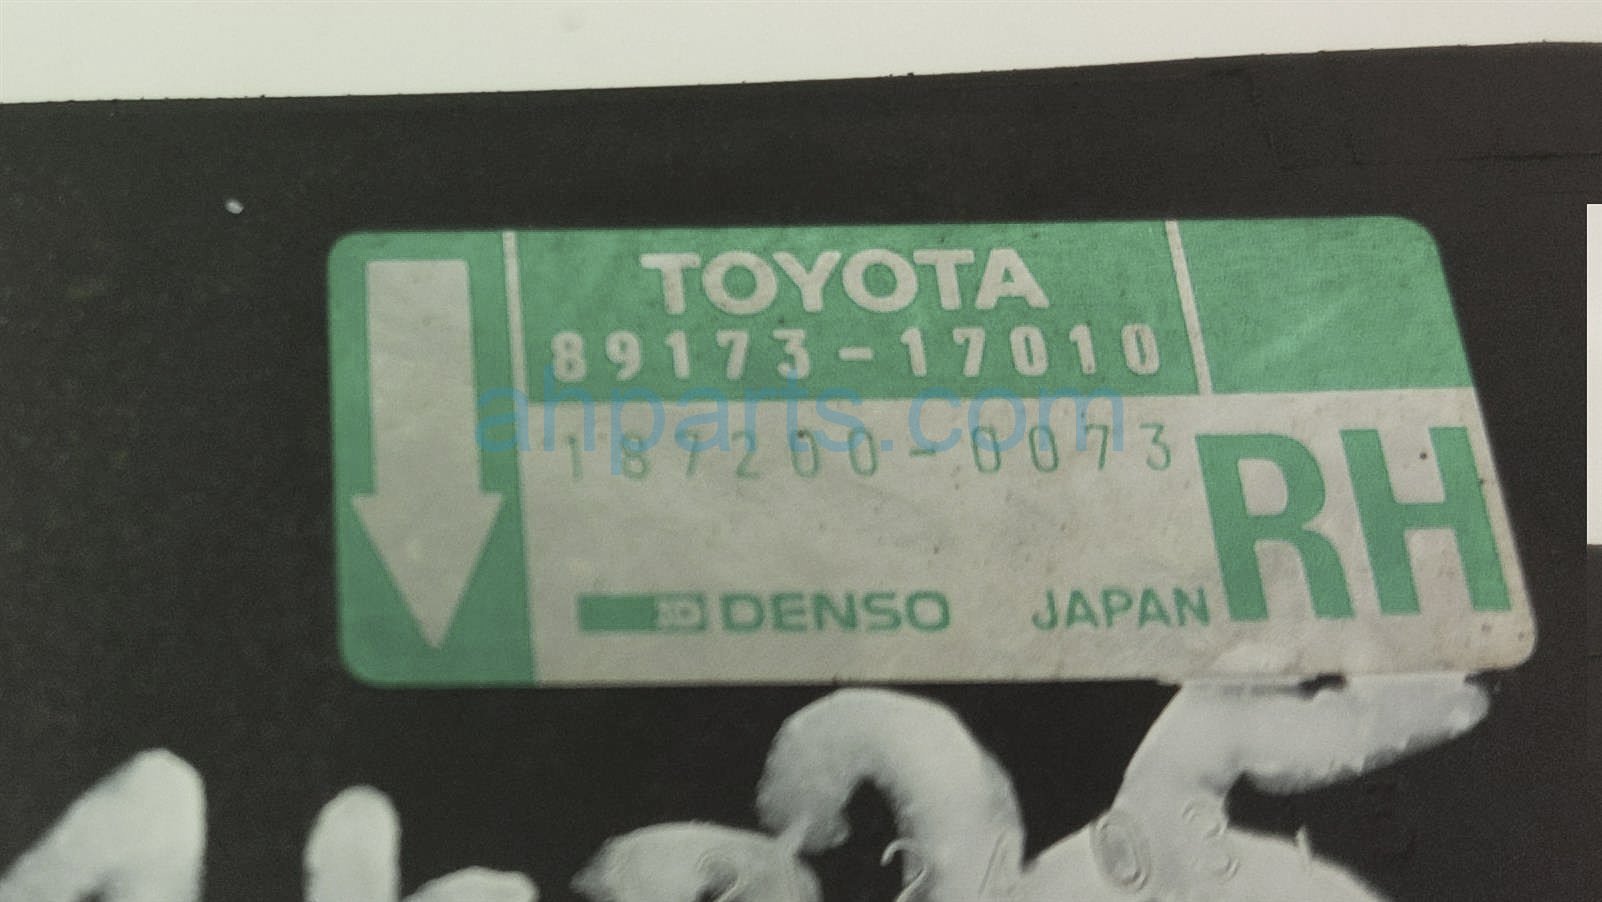 TOYOTA
89173-17010
ahparts.com
187200-0073
RH
DENSO JAPAN